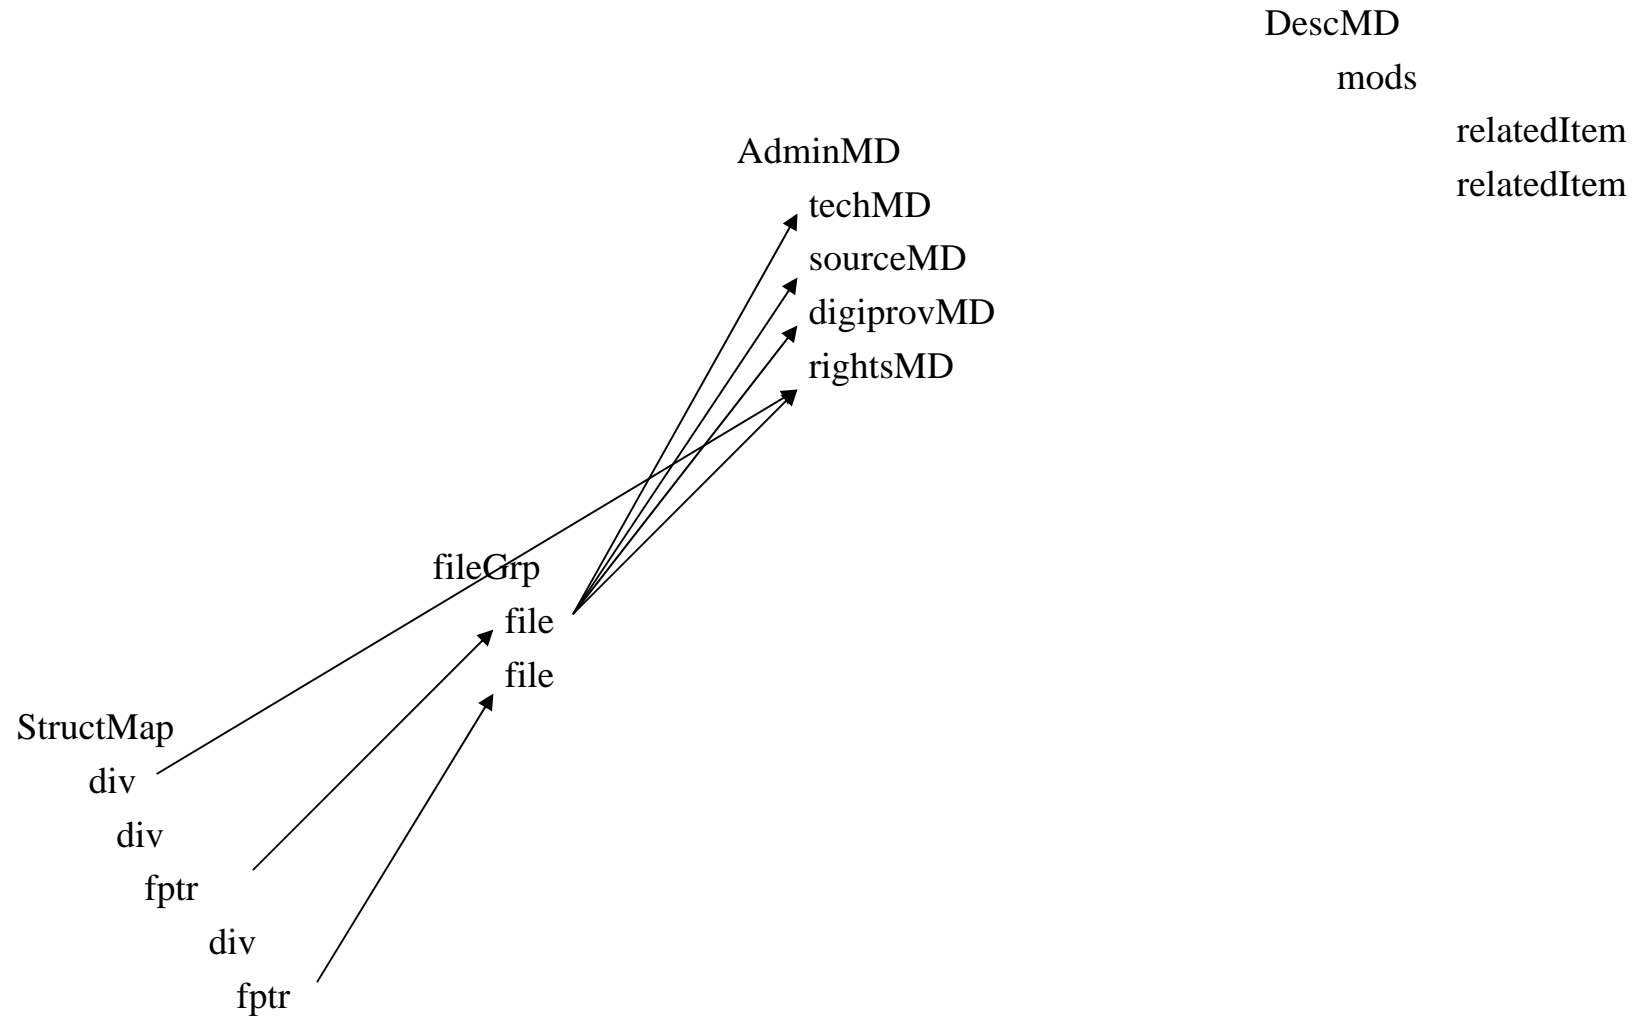 DescMD
mods
relatedItem
relatedItem
AdminMD
techMD
sourceMD
digiprovMD
rightsMD
fileGrp
file
file
StructMap
div
div
fptr
div
fptr